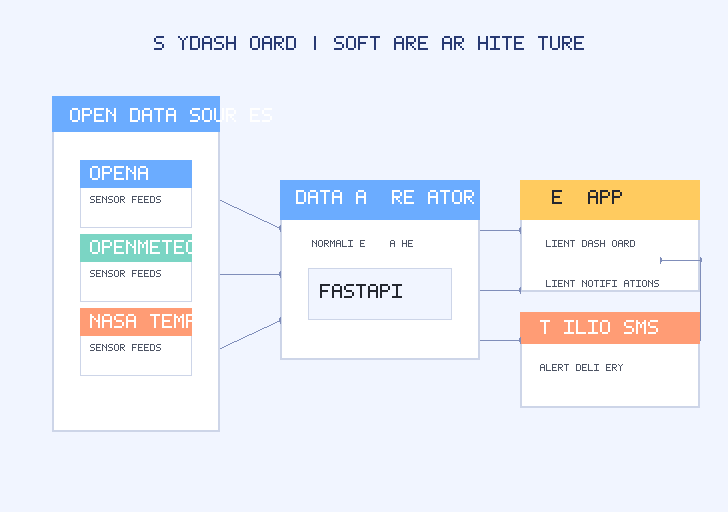 S YDASH OARD | SOFT ARE AR HITE TURE
OPEN DATA SOUR ES
OPENA
SENSOR FEEDS
OPENMETEO
SENSOR FEEDS
NASA TEMP
SENSOR FEEDS
DATA A  RE ATOR
NORMALI E    A HE
FASTAPI
E  APP
LIENT DASH OARD
LIENT NOTIFI ATIONS
T ILIO SMS
ALERT DELI ERY